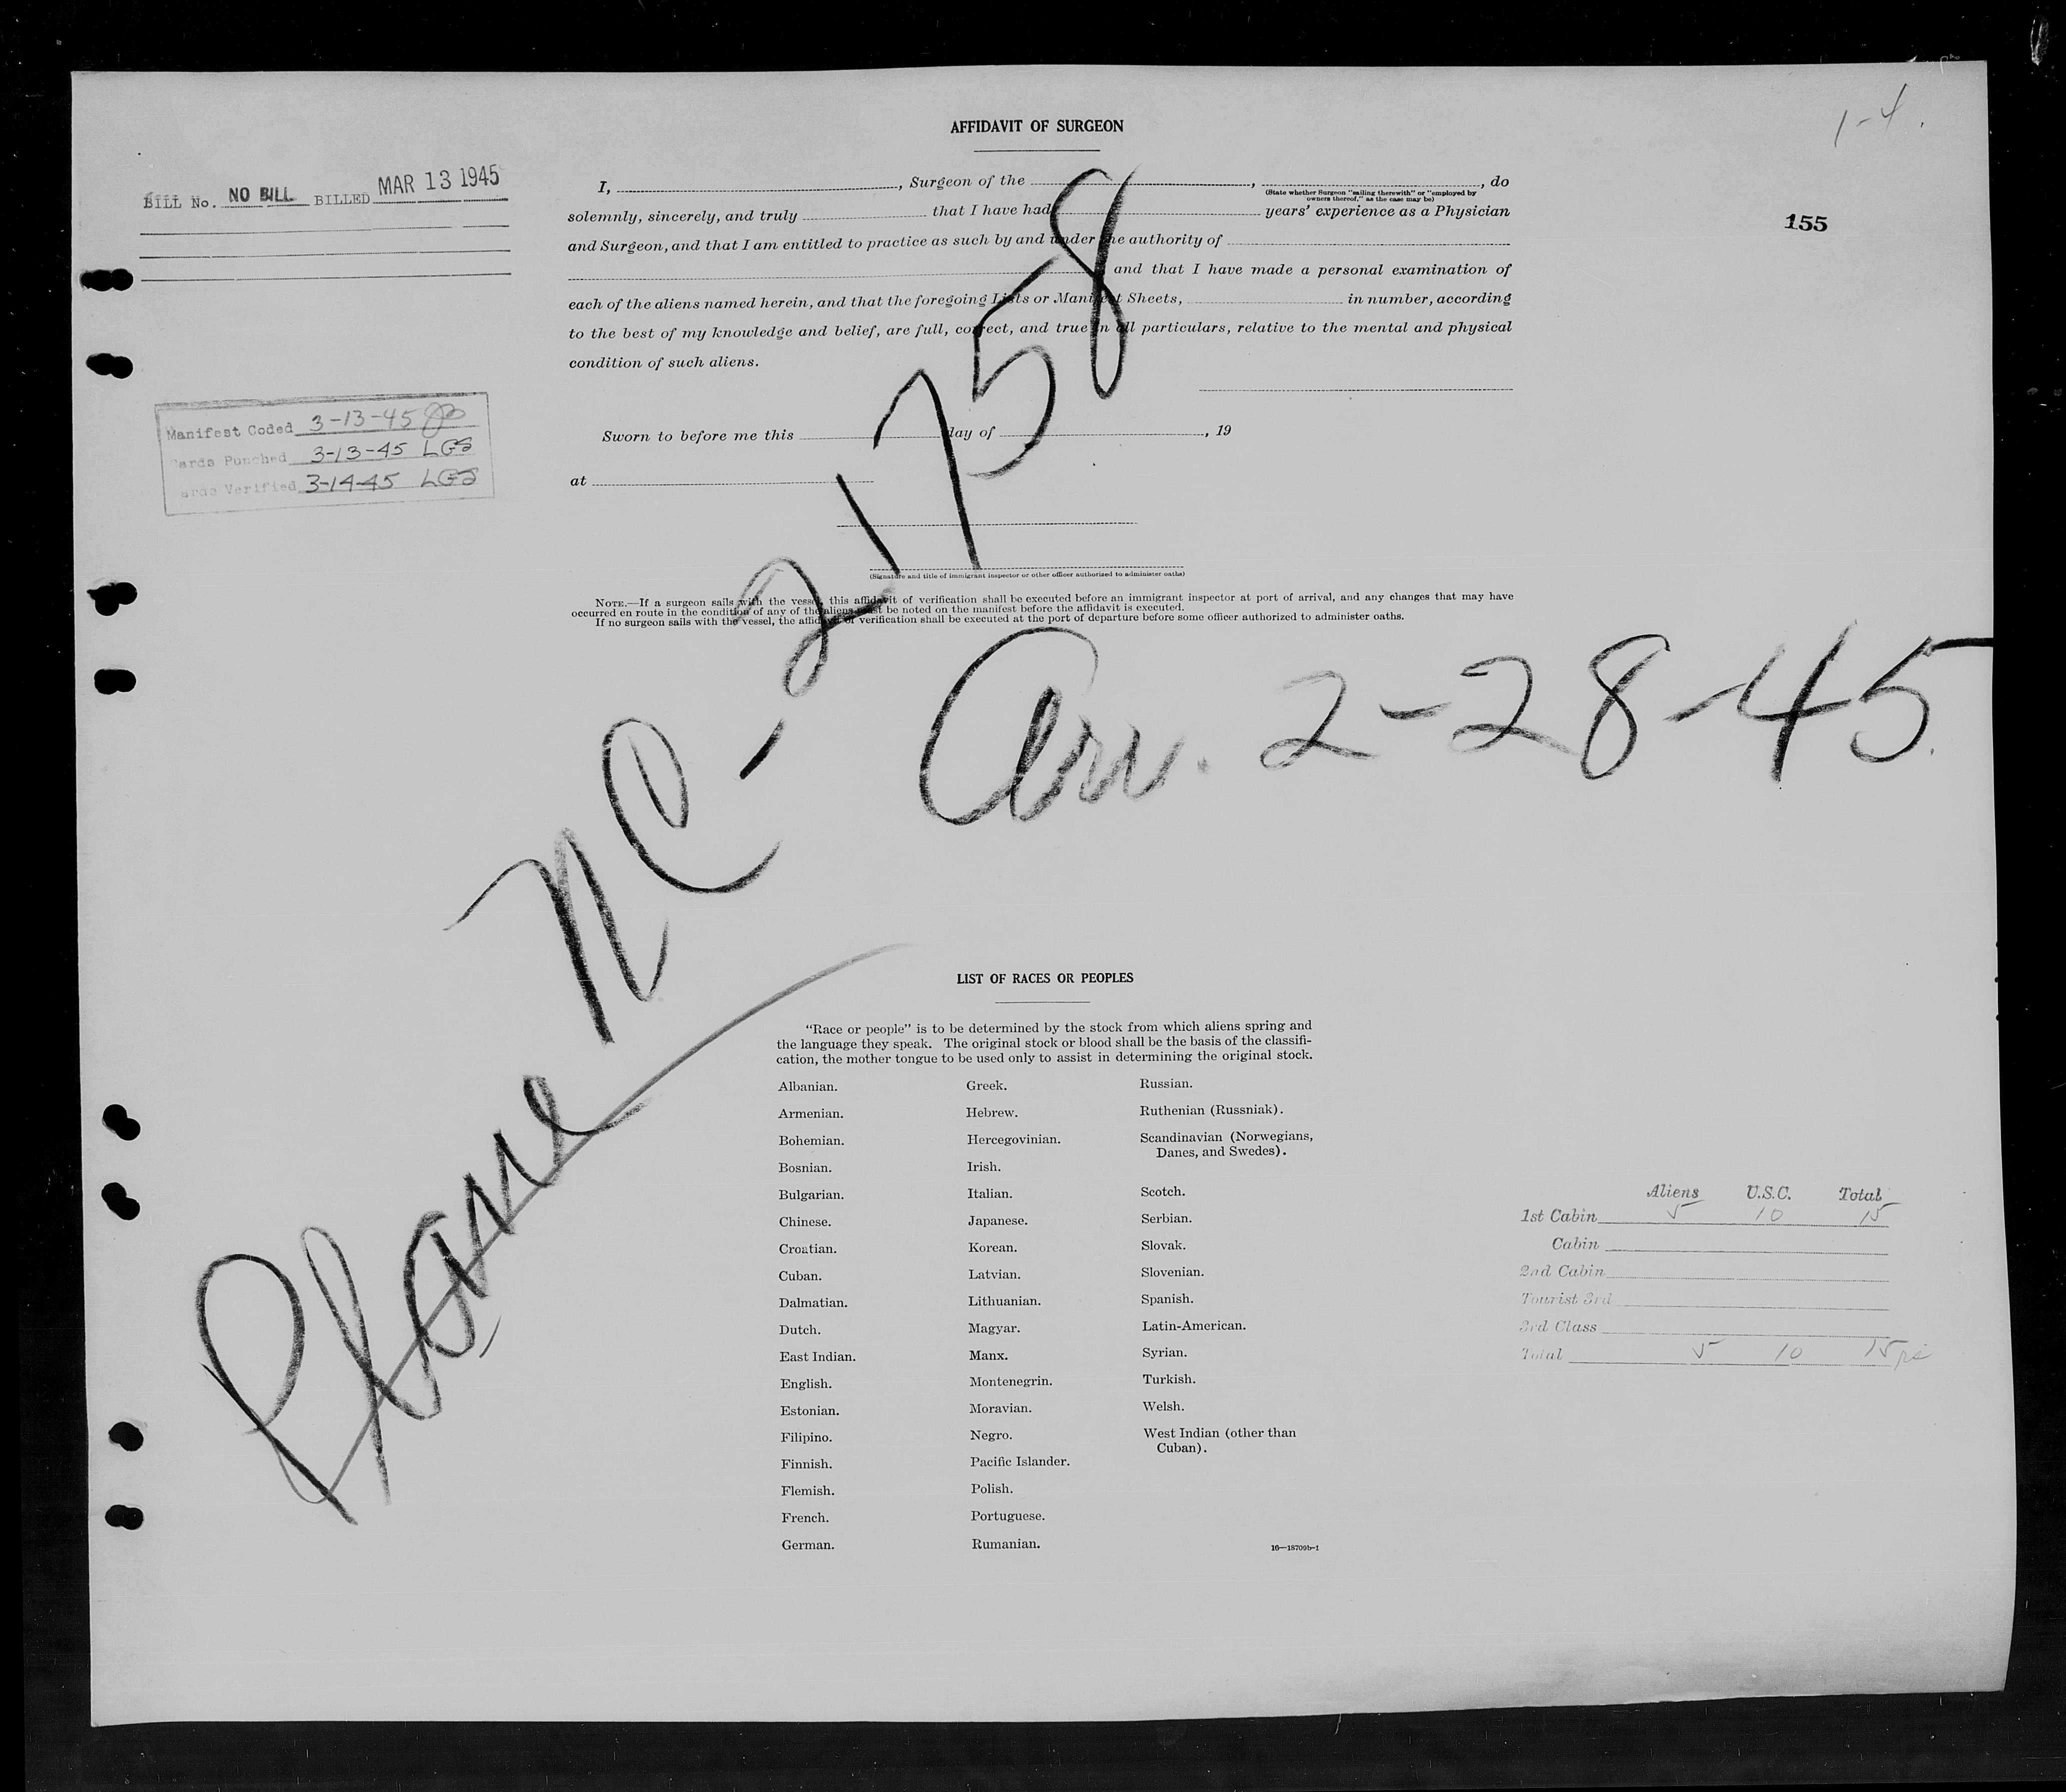 1-4.
AFFIDAVIT OF SURGEON
BILL No. NO BILL BILLED MAR 13 1945
155
I, , Surgeon of the , , do
(State whether Surgeon "sailing therewith" or "employed by
owners thereof," as the case may be)
solemnly, sincerely, and truly that I have had years' experience as a Physician
and Surgeon, and that I am entitled to practice as such by and under the authority of
and that I have made a personal examination of
each of the aliens named herein, and that the foregoing Lists or Manifest Sheets, in number, according
to the best of my knowledge and belief, are full, correct, and true in all particulars, relative to the mental and physical
condition of such aliens.
Manifest Coded 3-13-45
Cards Punched 3-13-45 LGS
Cards Verified 3-14-45 LGS
Sworn to before me this day of , 19
at
(Signature and title of immigrant inspector or other officer authorized to administer oaths)
NOTE.—If a surgeon sails with the vessel, this affidavit of verification shall be executed before an immigrant inspector at port of arrival, and any changes that may have
occurred en route in the condition of any of the aliens must be noted on the manifest before the affidavit is executed.
If no surgeon sails with the vessel, the affidavit of verification shall be executed at the port of departure before some officer authorized to administer oaths.
Plane NC-21758
Arr. 2-28-45
LIST OF RACES OR PEOPLES
"Race or people" is to be determined by the stock from which aliens spring and
the language they speak. The original stock or blood shall be the basis of the classifi-
cation, the mother tongue to be used only to assist in determining the original stock.
Albanian.
Armenian.
Bohemian.
Bosnian.
Bulgarian.
Chinese.
Croatian.
Cuban.
Dalmatian.
Dutch.
East Indian.
English.
Estonian.
Filipino.
Finnish.
Flemish.
French.
German.
Greek.
Hebrew.
Hercegovinian.
Irish.
Italian.
Japanese.
Korean.
Latvian.
Lithuanian.
Magyar.
Manx.
Montenegrin.
Moravian.
Negro.
Pacific Islander.
Polish.
Portuguese.
Rumanian.
Russian.
Ruthenian (Russniak).
Scandinavian (Norwegians,
Danes, and Swedes).
Scotch.
Serbian.
Slovak.
Slovenian.
Spanish.
Latin-American.
Syrian.
Turkish.
Welsh.
West Indian (other than
Cuban).
16—18709b-1
Aliens U.S.C. Total
1st Cabin 5 10 15
Cabin
2nd Cabin
Tourist 3rd
3rd Class
Total 5 10 15